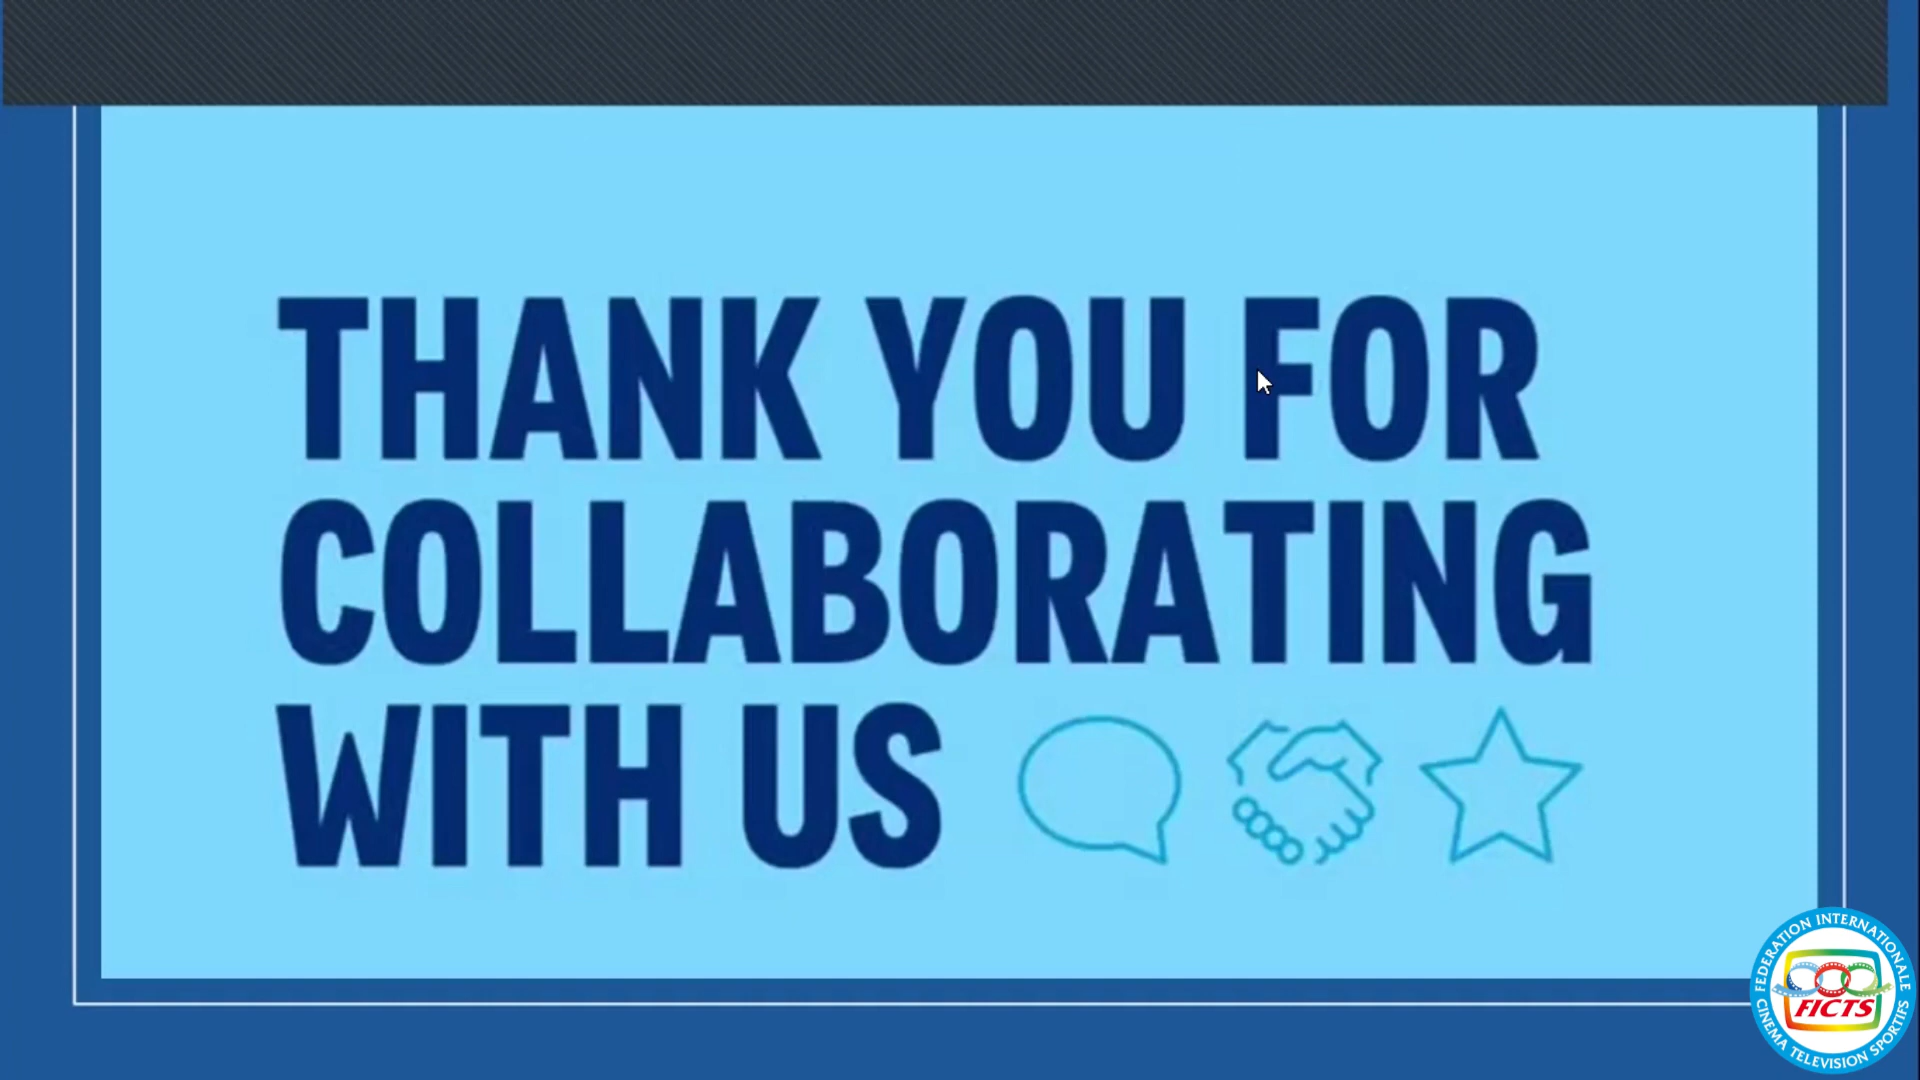 THANK YOU FOR
COLLABORATING
WITH US
FEDERATION INTERNATIONALE
FICTS
CINEMA TELEVISION SPORTIFS